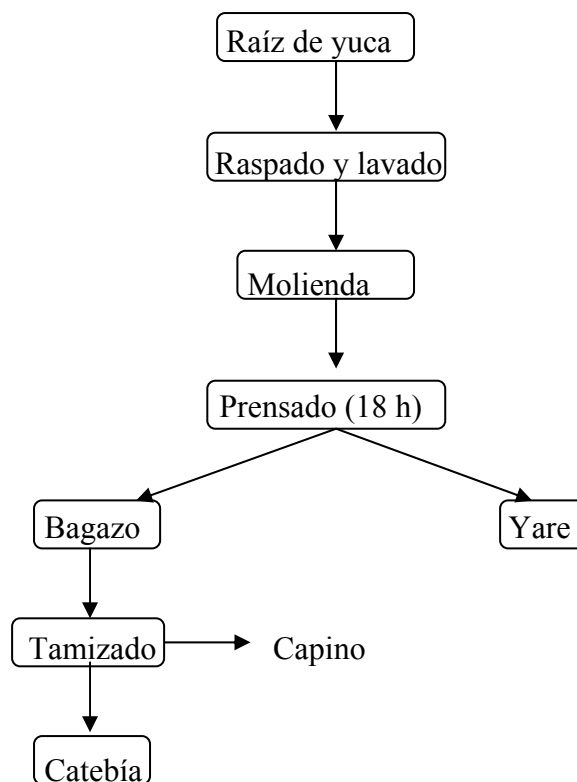 Raíz de yuca
Raspado y lavado
Molienda
Prensado (18 h)
Bagazo
Yare
Tamizado
Capino
Catebía